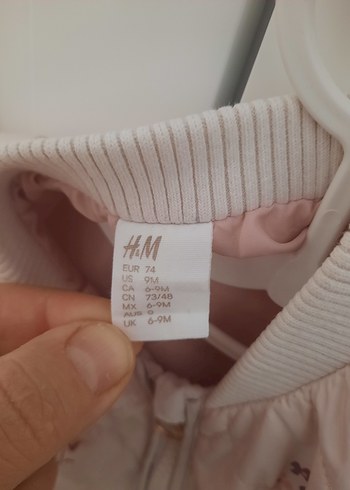 H&M
EUR 74
US 9M
CA 6-9M
CN 73/48
MX 6-9M
UK 6-9M